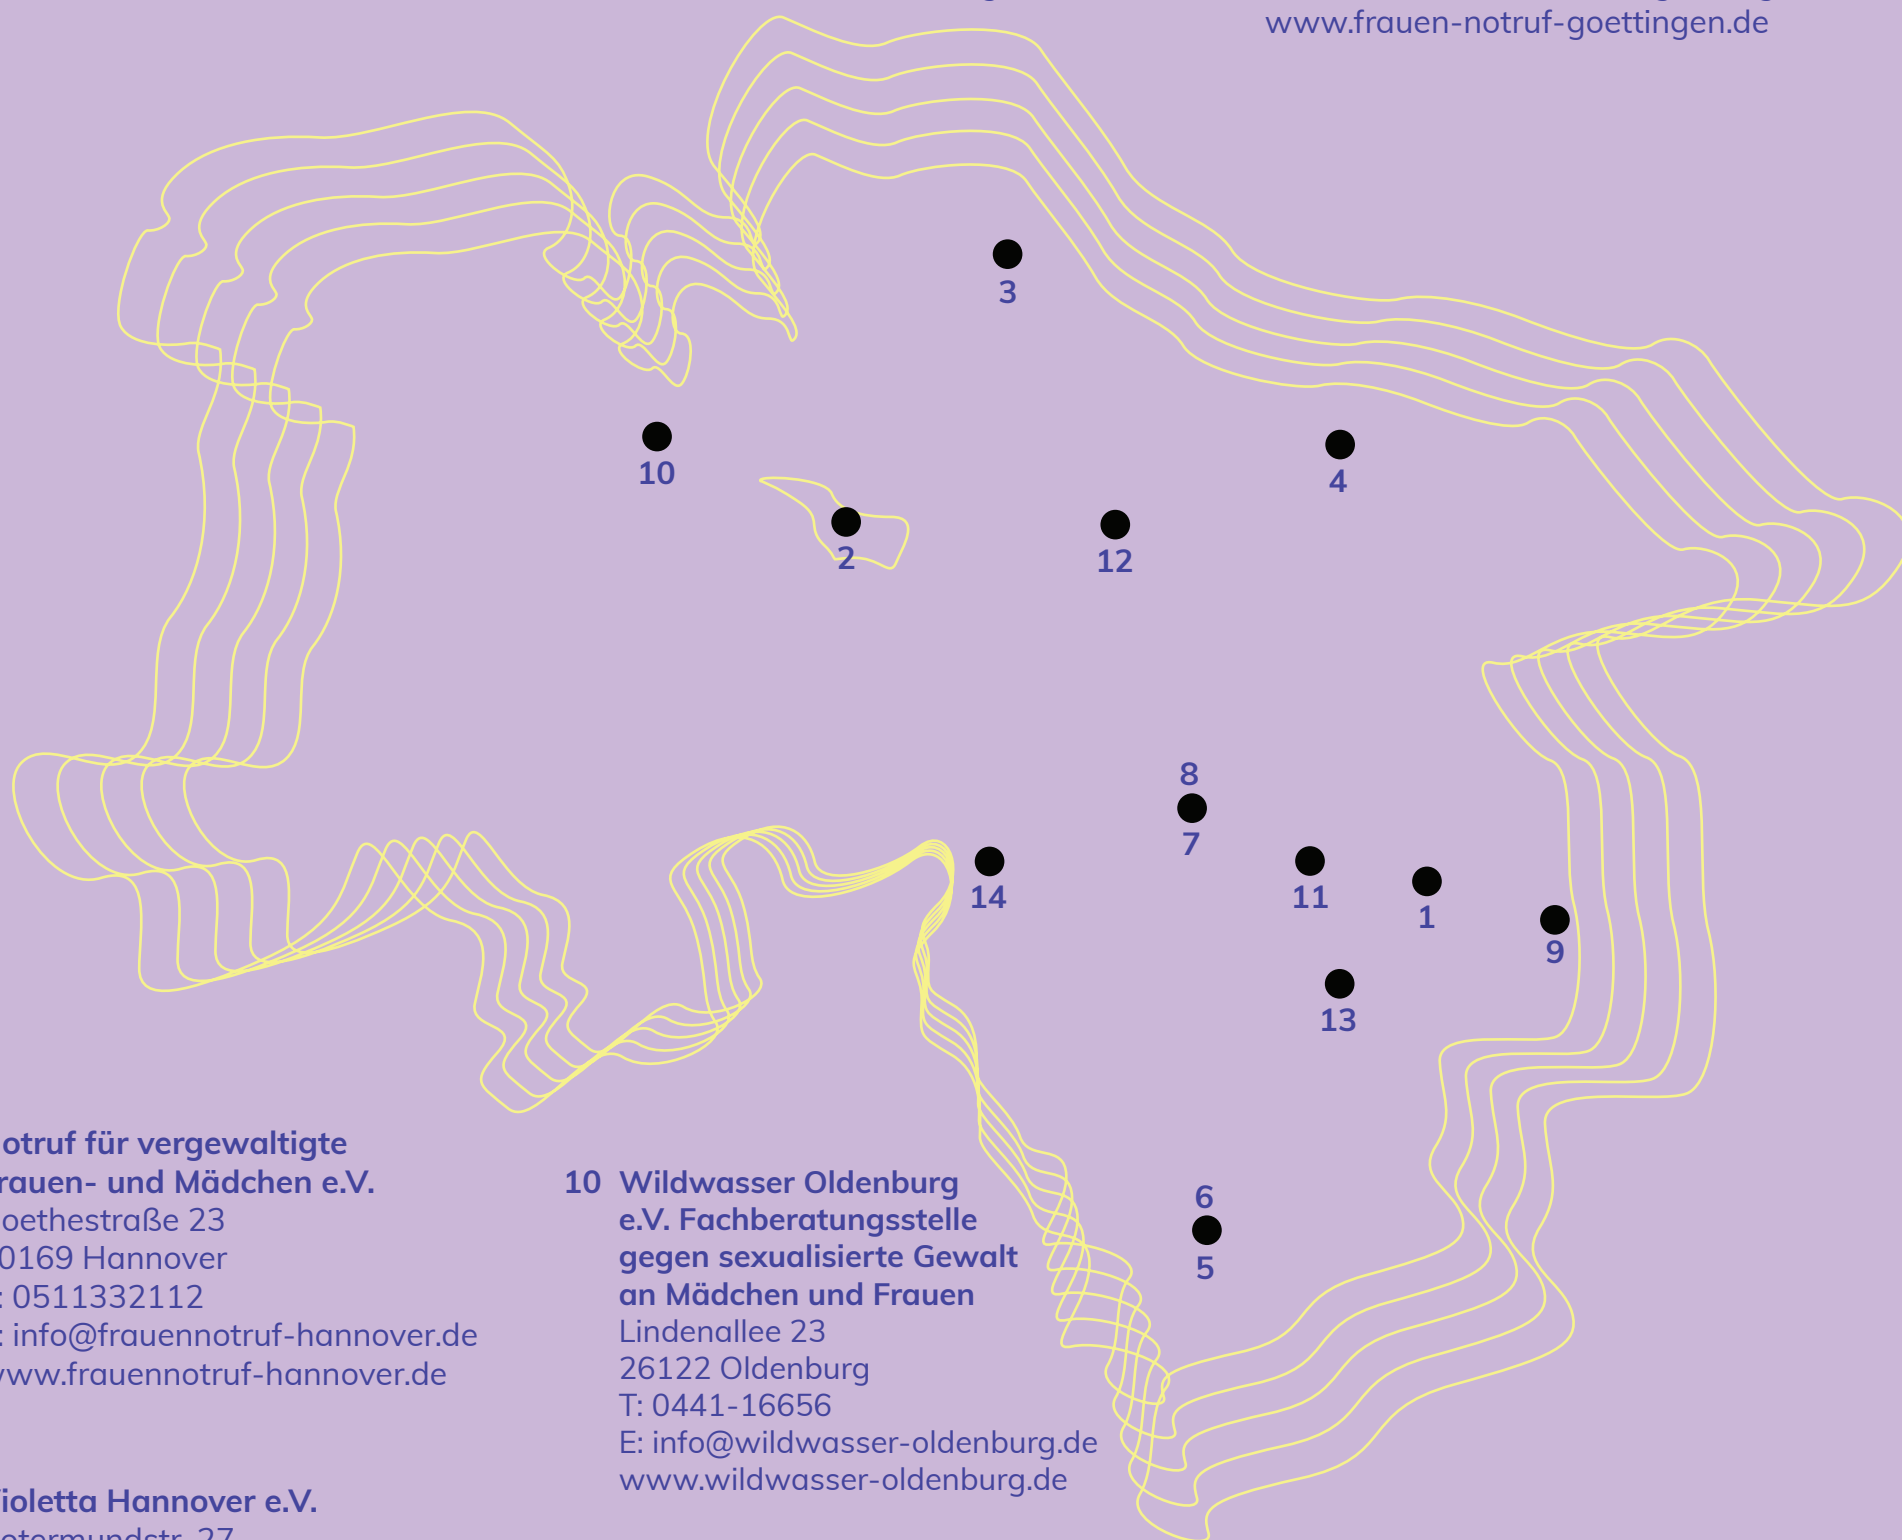 www.frauen-notruf-goettingen.de
3
10
4
2
12
8
7
14
11
1
9
13
6
5
otruf für vergewaltigte
rauen- und Mädchen e.V.
oethestraße 23
0169 Hannover
: 0511332112
: info@frauennotruf-hannover.de
www.frauennotruf-hannover.de
ioletta Hannover e.V.
otermundstr. 27
10 Wildwasser Oldenburg
e.V. Fachberatungsstelle
gegen sexualisierte Gewalt
an Mädchen und Frauen
Lindenallee 23
26122 Oldenburg
T: 0441-16656
E: info@wildwasser-oldenburg.de
www.wildwasser-oldenburg.de